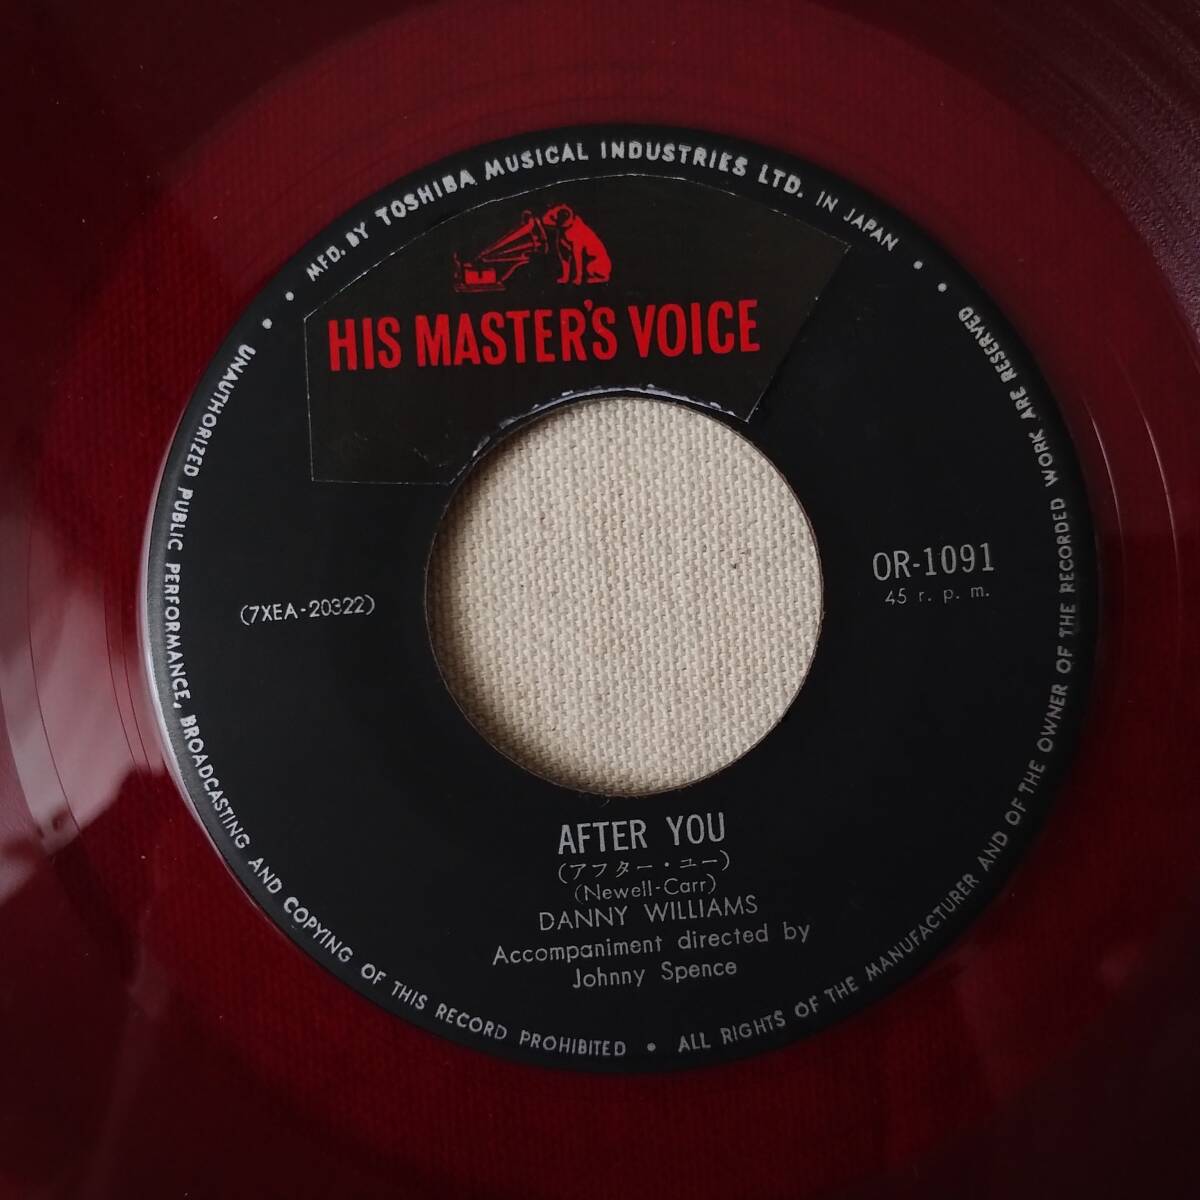 MFD. BY TOSHIBA MUSICAL INDUSTRIES LTD. IN JAPAN
HIS MASTER'S VOICE
OR-1091
45 r. p. m.
(7XEA-20322)
AFTER YOU
(アフター・ユー)
(Newell-Carr)
DANNY WILLIAMS
Accompaniment directed by
Johnny Spence
UNAUTHORIZED PUBLIC PERFORMANCE, BROADCASTING AND COPYING OF THIS RECORD PROHIBITED • ALL RIGHTS OF THE MANUFACTURER AND OF THE OWNER OF THE RECORDED WORK ARE RESERVED